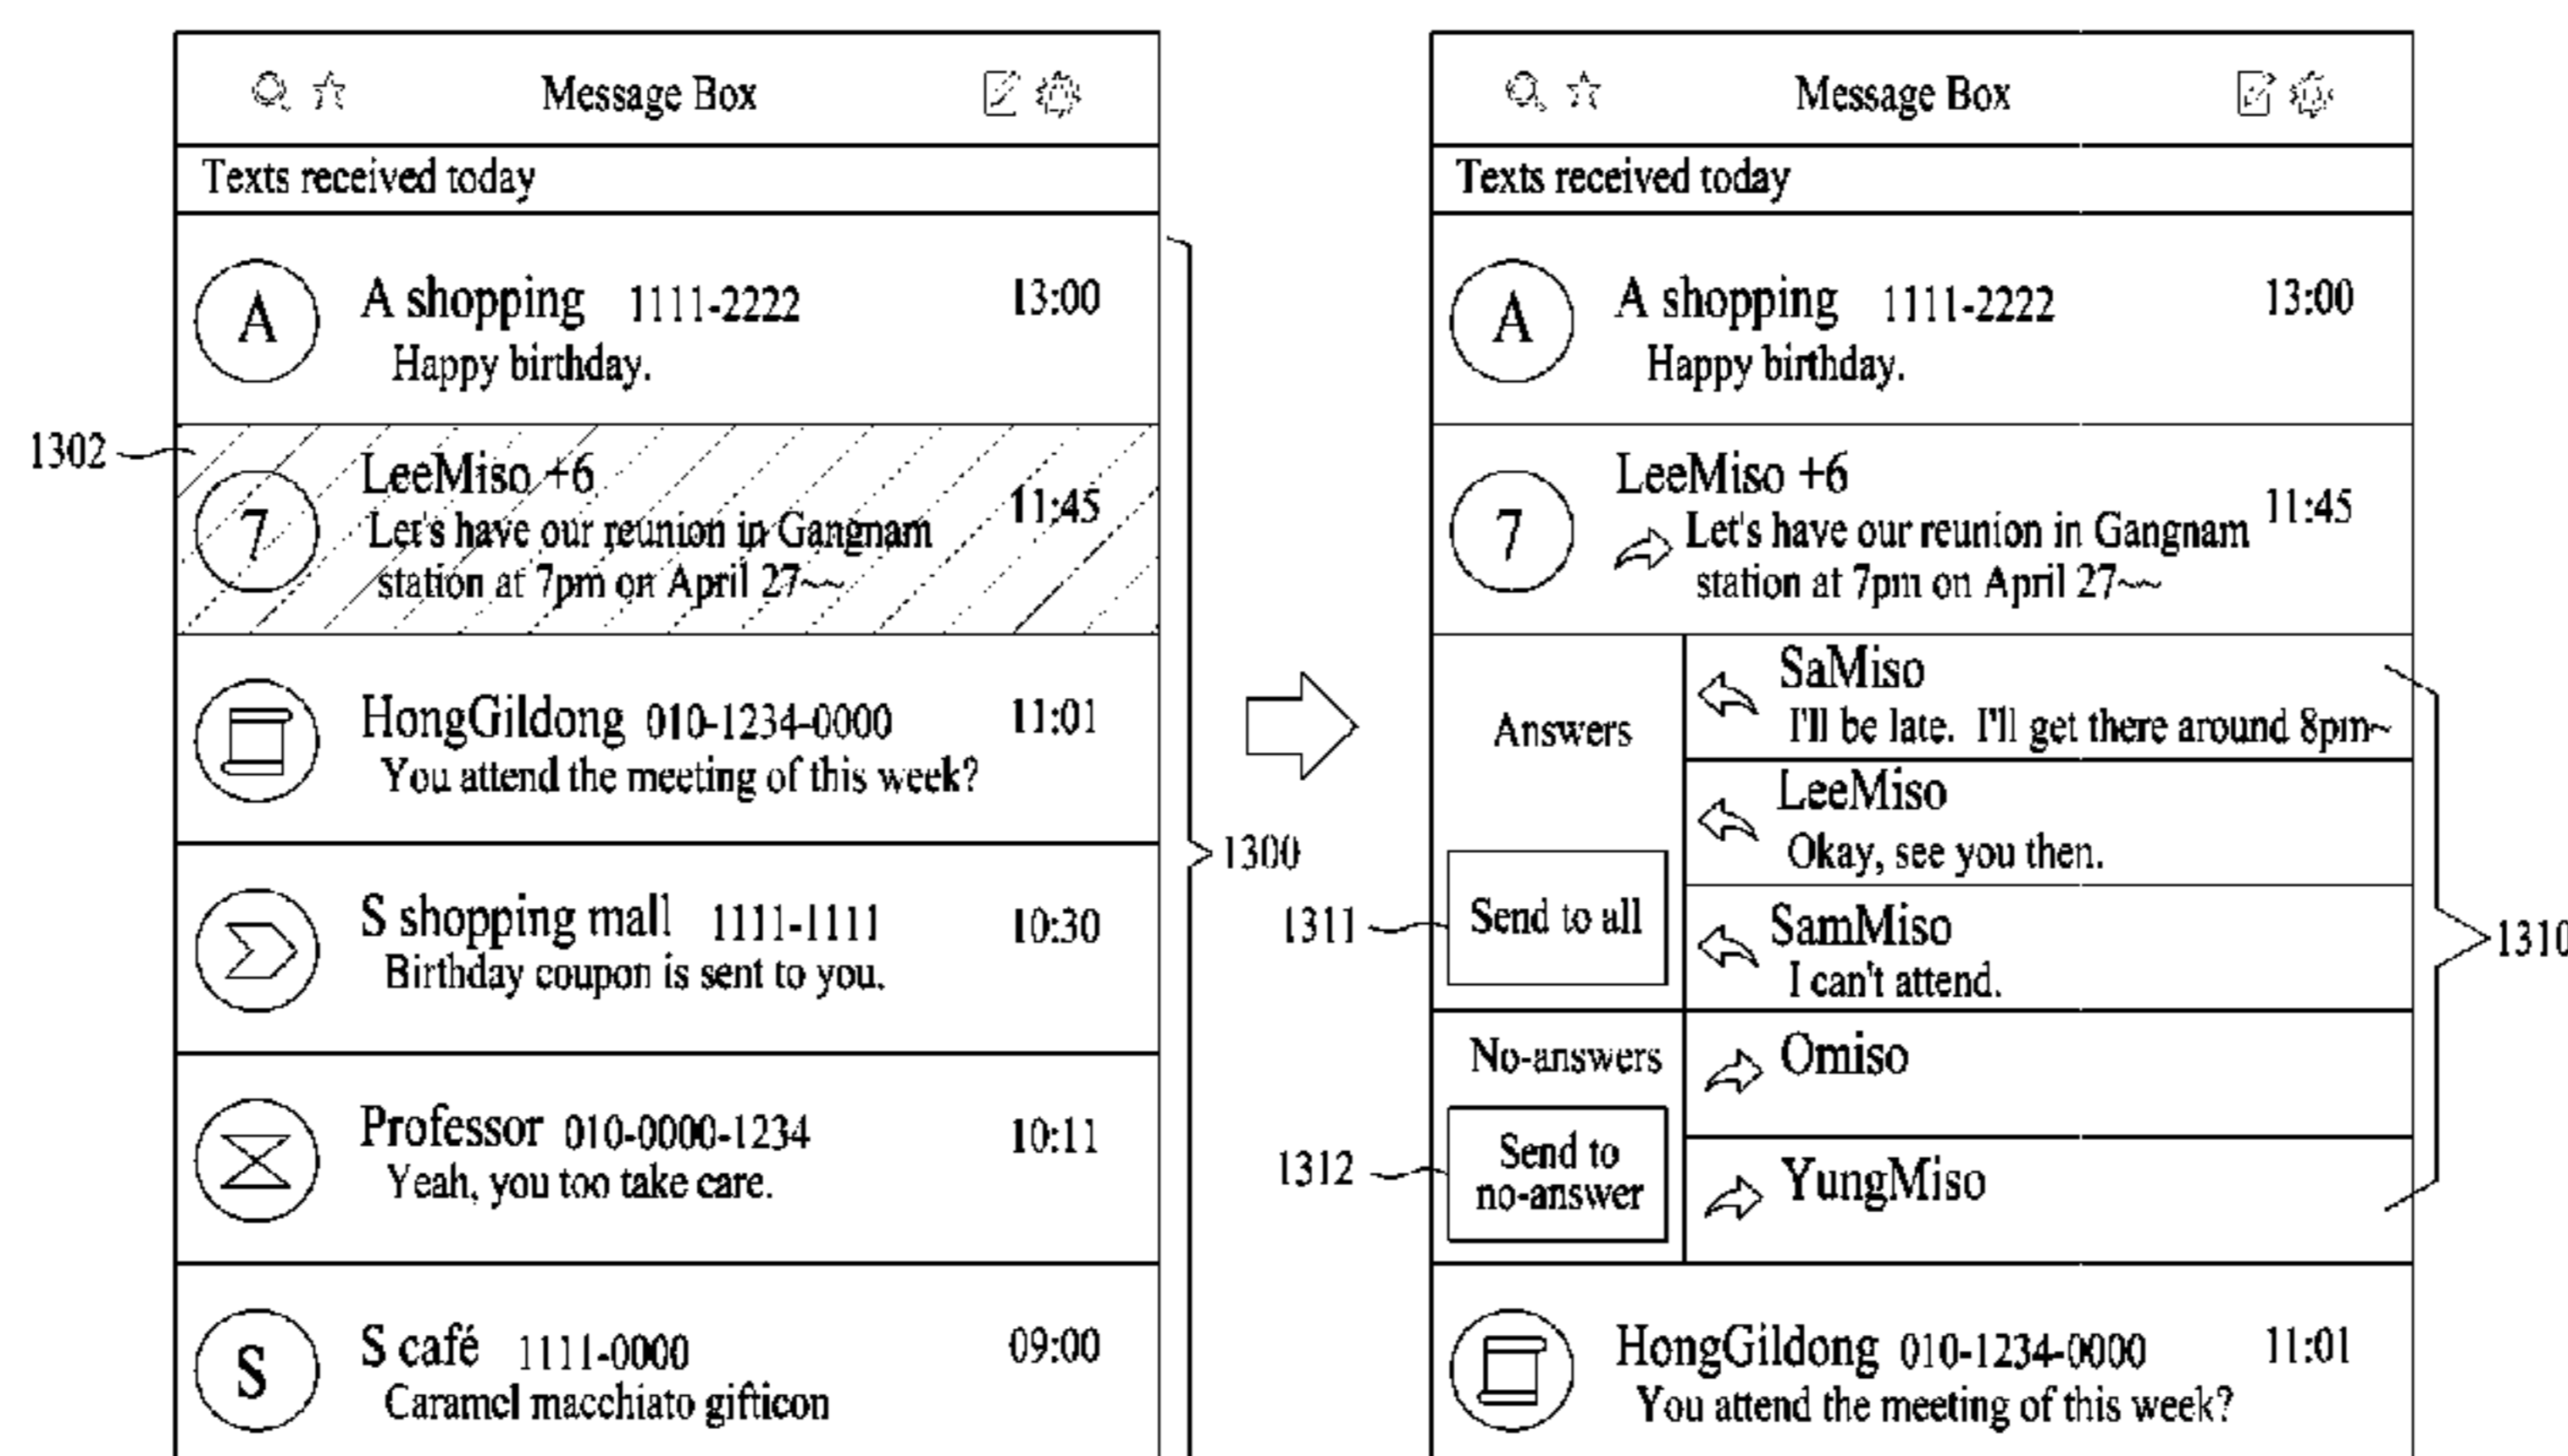 Message Box
Texts received today
A
A shopping 1111-2222 13:00
Happy birthday.
1302
7
LeeMiso +6
11:45
Let's have our reunion in Gangnam
station at 7pm on April 27~~
HongGildong 010-1234-0000 11:01
You attend the meeting of this week?
1300
S shopping mall 1111-1111 10:30
Birthday coupon is sent to you.
Professor 010-0000-1234 10:11
Yeah, you too take care.
S
S café 1111-0000 09:00
Caramel macchiato gifticon
Message Box
Texts received today
A
A shopping 1111-2222 13:00
Happy birthday.
7
LeeMiso +6
11:45
Let's have our reunion in Gangnam
station at 7pm on April 27~~
Answers
SaMiso
I'll be late. I'll get there around 8pm~
LeeMiso
Okay, see you then.
1311
Send to all
SamMiso
I can't attend.
1310
No-answers
Omiso
1312
Send to
no-answer
YungMiso
HongGildong 010-1234-0000 11:01
You attend the meeting of this week?